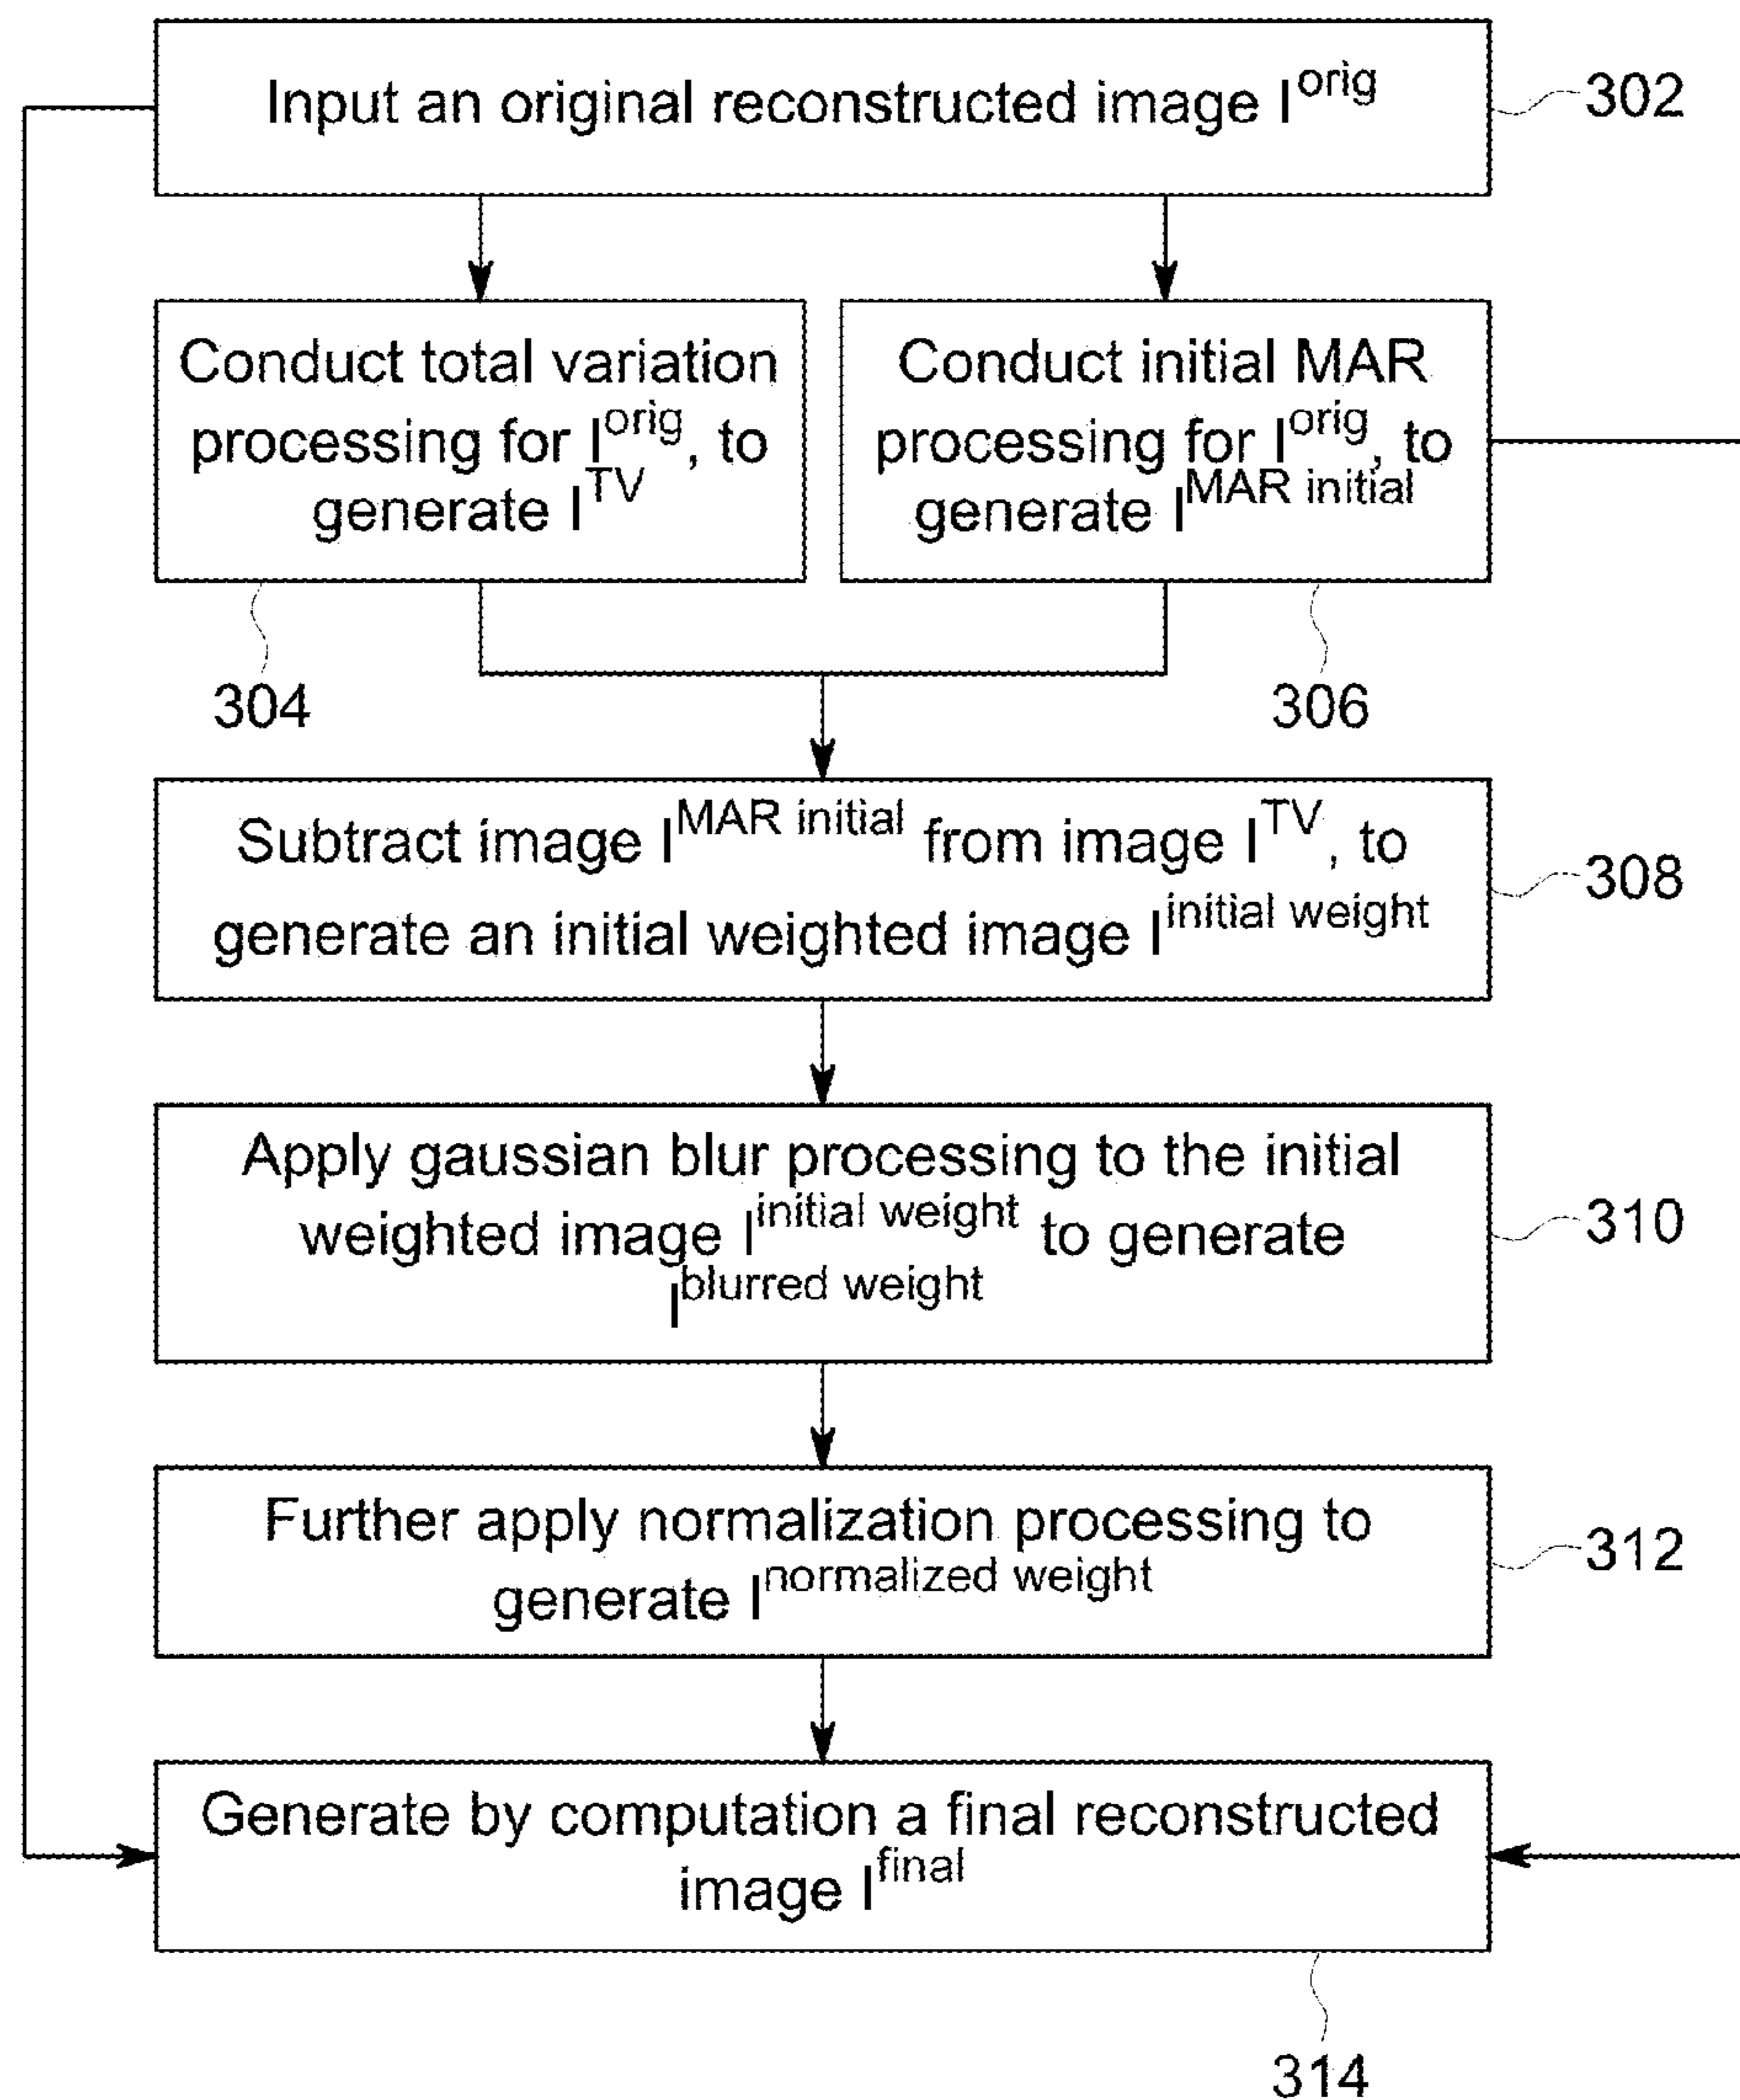 Input an original reconstructed image I^orig
302
Conduct total variation
processing for I^orig, to
generate I^TV
304
Conduct initial MAR
processing for I^orig, to
generate I^MAR initial
306
Subtract image I^MAR initial from image I^TV, to
generate an initial weighted image I^initial weight
308
Apply gaussian blur processing to the initial
weighted image I^initial weight to generate
I^blurred weight
310
Further apply normalization processing to
generate I^normalized weight
312
Generate by computation a final reconstructed
image I^final
314